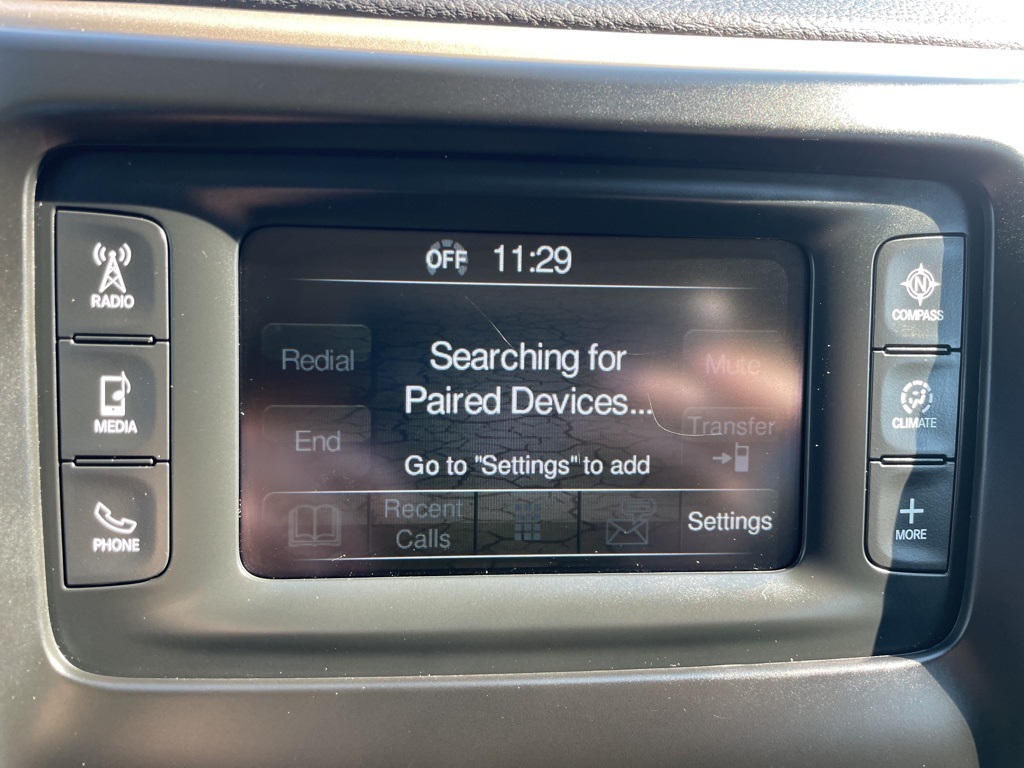 OFF 11:29
RADIO
MEDIA
PHONE
Redial
End
Searching for
Paired Devices...
Go to "Settings" to add
Mute
Transfer
Recent
Calls
Settings
N
COMPASS
CLIMATE
+
MORE